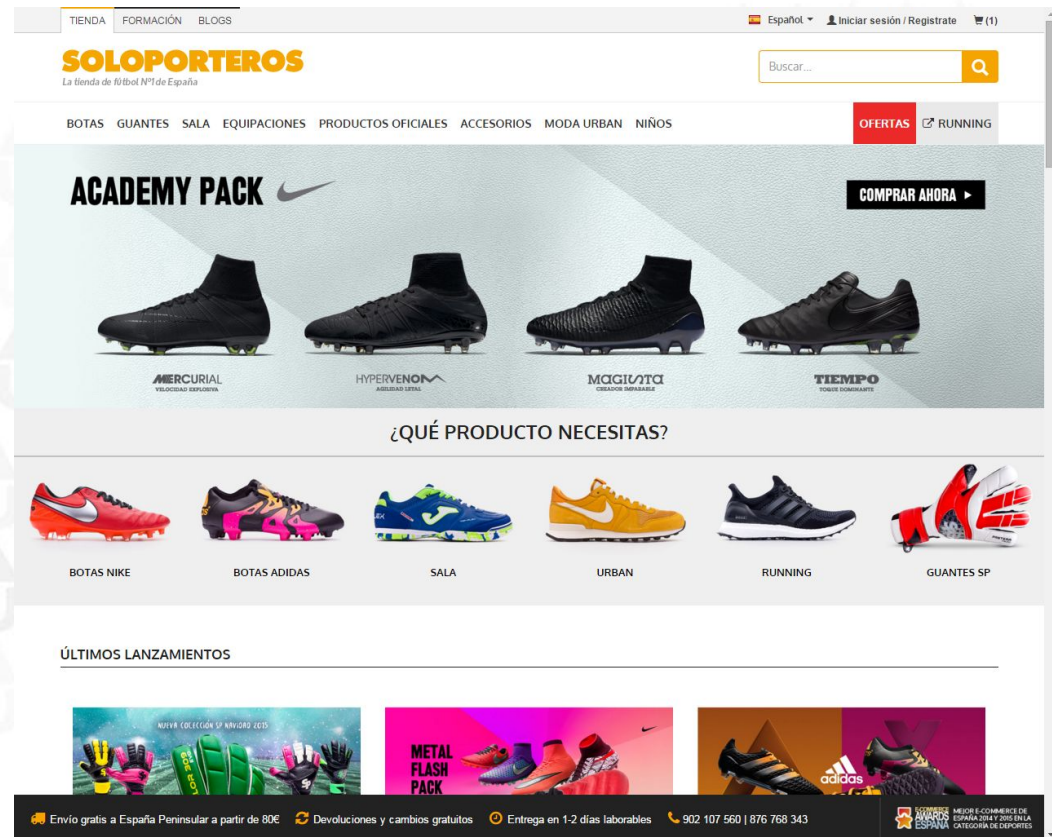 TIENDA FORMACIÓN BLOGS Español Iniciar sesión / Registrate (1)
SOLOPORTEROS
La tienda de fútbol Nº1 de España
Buscar...
BOTAS GUANTES SALA EQUIPACIONES PRODUCTOS OFICIALES ACCESORIOS MODA URBAN NIÑOS OFERTAS RUNNING
ACADEMY PACK COMPRAR AHORA
MERCURIAL HYPERVENOM MAGISTA TIEMPO
VELOCIDAD EXPLOSIVA AGILIDAD LETAL CREADOR IMPARABLE TOQUE DOMINANTE
¿QUÉ PRODUCTO NECESITAS?
BOTAS NIKE BOTAS ADIDAS SALA URBAN RUNNING GUANTES SP
ÚLTIMOS LANZAMIENTOS
NUEVA COLECCIÓN SP NAVIDAD 2015
METAL
FLASH
PACK
adidas
Envío gratis a España Peninsular a partir de 80€ Devoluciones y cambios gratuitos Entrega en 1-2 días laborables 902 107 560 | 876 768 343
E-COMMERCE
AWARDS
ESPAÑA
MEJOR E-COMMERCE DE
ESPAÑA 2014 Y 2015 EN LA
CATEGORÍA DE DEPORTES